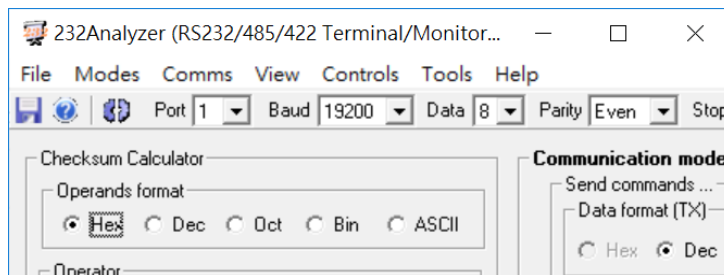 232Analyzer (RS232/485/422 Terminal/Monitor...
File Modes Comms View Controls Tools Help
Port 1 Baud 19200 Data 8 Parity Even Stop
Checksum Calculator
Communication mode
Operands format
Send commands ...
Data format (TX)
Hex Dec Oct Bin ASCII
Hex Dec
Operator